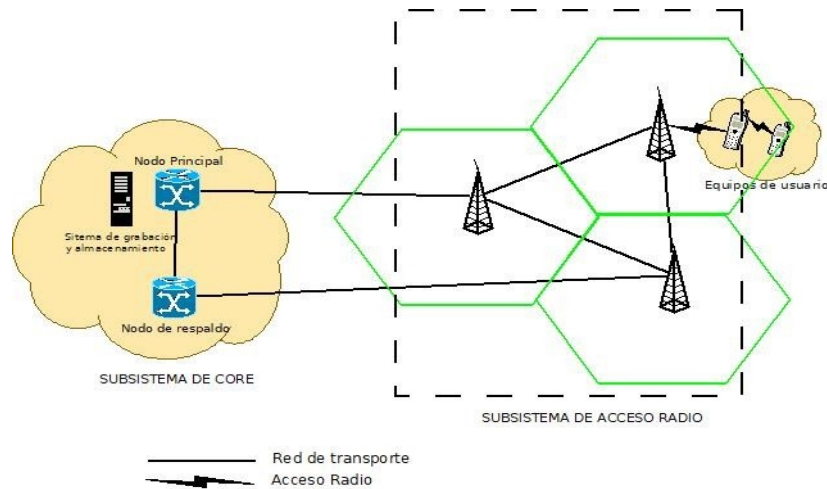 Nodo Principal
Sitema de grabación
y almacenamiento
Nodo de respaldo
SUBSISTEMA DE CORE
Equipos de usuario
SUBSISTEMA DE ACCESO RADIO
Red de transporte
Acceso Radio